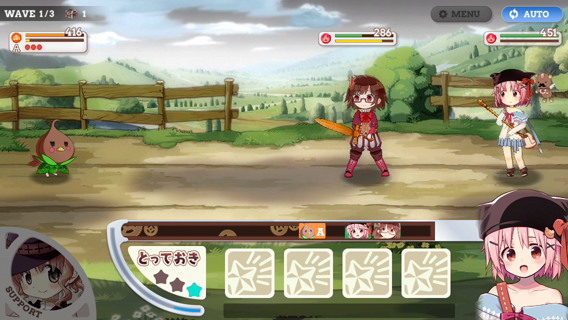 WAVE 1/3 1
MENU
AUTO
416
A
286
451
A
とっておき
SUPPORT